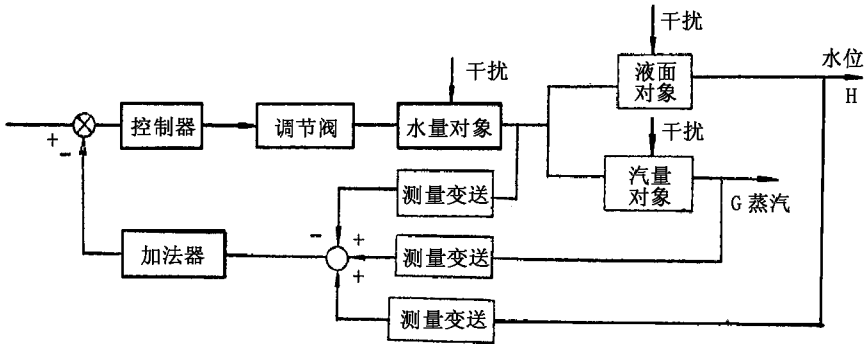 干扰
干扰
液面
对象
水位
H
+
−
控制器
调节阀
水量对象
干扰
汽量
对象
G蒸汽
测量变送
−
+
+
加法器
测量变送
测量变送